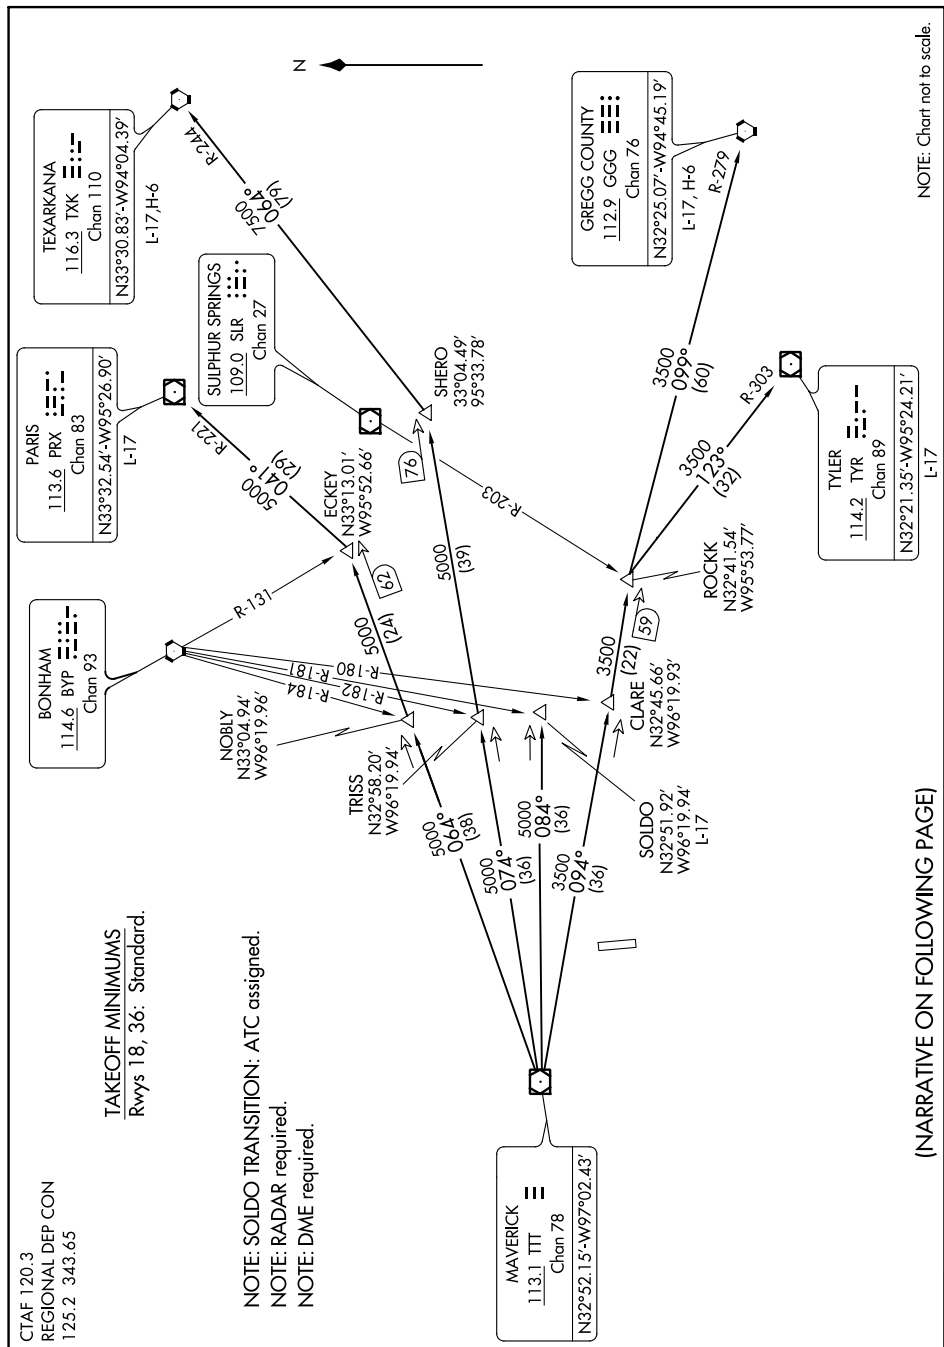 CTAF 120.3
REGIONAL DEP CON
125.2 343.65
TAKEOFF MINIMUMS
Rwys 18, 36: Standard.
NOTE: SOLDO TRANSITION: ATC assigned.
NOTE: RADAR required.
NOTE: DME required.
BONHAM
114.6 BYP
Chan 93
PARIS
113.6 PRX
Chan 83
N33°32.54'-W95°26.90'
L-17
TEXARKANA
116.3 TXK
Chan 110
N33°30.83'-W94°04.39'
L-17,H-6
SULPHUR SPRINGS
109.0 SLR
Chan 27
N
R-244
7500
064°
(79)
R-221
5000
041°
(29)
R-131
R-184
R-182
R-181
R-180
NOBLY
N33°04.94'
W96°19.96'
ECKEY
N33°13.01'
W95°52.66'
62
5000
(24)
TRISS
N32°58.20'
W96°19.94'
76
5000
(39)
SHERO
33°04.49'
95°33.78'
R-203
5000
064°
(38)
5000
074°
(36)
5000
084°
(36)
3500
094°
(36)
SOLDO
N32°51.92'
W96°19.94'
L-17
CLARE
N32°45.66'
W96°19.93'
3500
(22)
59
ROCKK
N32°41.54'
W95°53.77'
3500
099°
(60)
R-279
3500
123°
(32)
R-303
GREGG COUNTY
112.9 GGG
Chan 76
N32°25.07'-W94°45.19'
L-17, H-6
TYLER
114.2 TYR
Chan 89
N32°21.35'-W95°24.21'
L-17
MAVERICK
113.1 TTT
Chan 78
N32°52.15'-W97°02.43'
(NARRATIVE ON FOLLOWING PAGE)
NOTE: Chart not to scale.